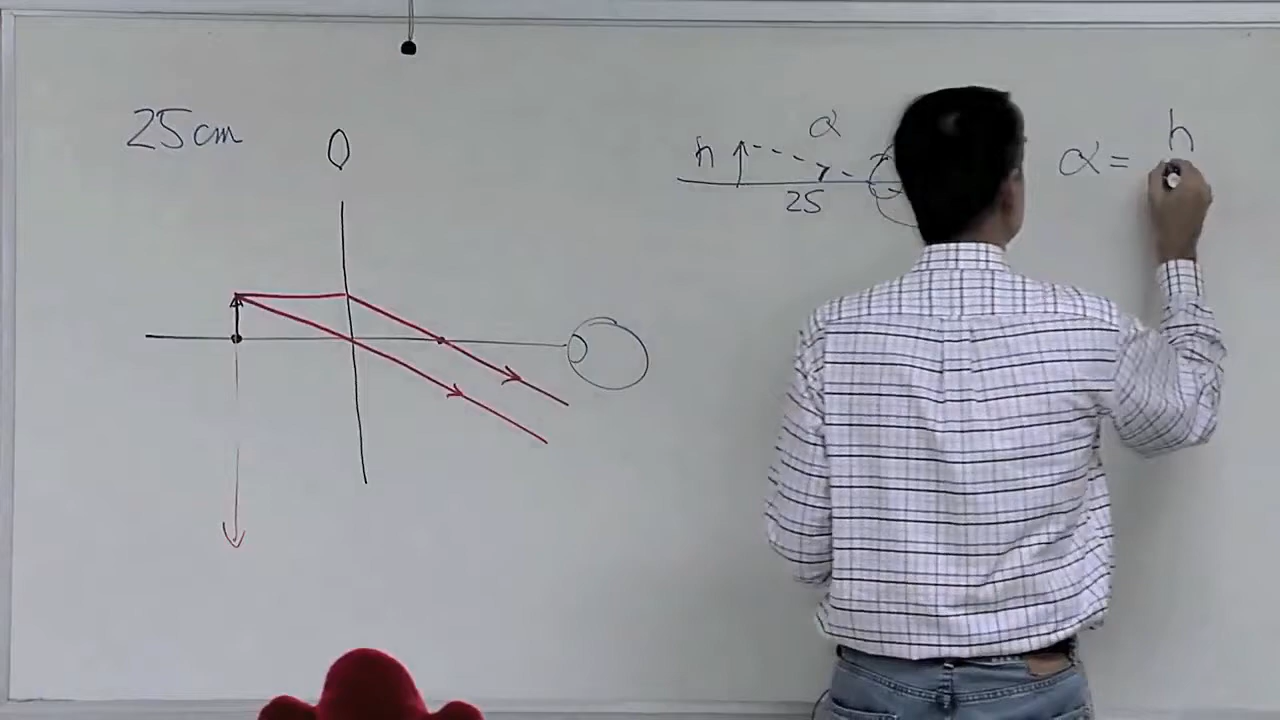 25cm
h α
25
α = h